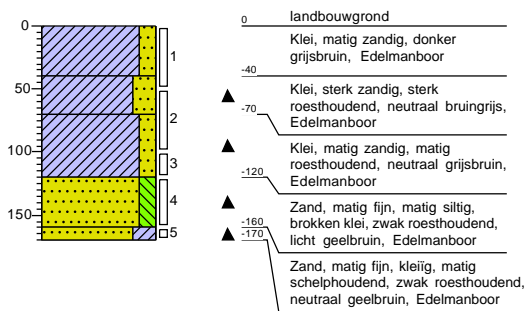 0
50
100
150
1
2
3
4
5
0 landbouwgrond
Klei, matig zandig, donker
grijsbruin, Edelmanboor
-40
Klei, sterk zandig, sterk
roesthoudend, neutraal bruingrijs,
Edelmanboor
-70
Klei, matig zandig, matig
roesthoudend, neutraal grijsbruin,
Edelmanboor
-120
Zand, matig fijn, matig siltig,
brokken klei, zwak roesthoudend,
licht geelbruin, Edelmanboor
-160
-170
Zand, matig fijn, kleiïg, matig
schelphoudend, zwak roesthoudend,
neutraal geelbruin, Edelmanboor